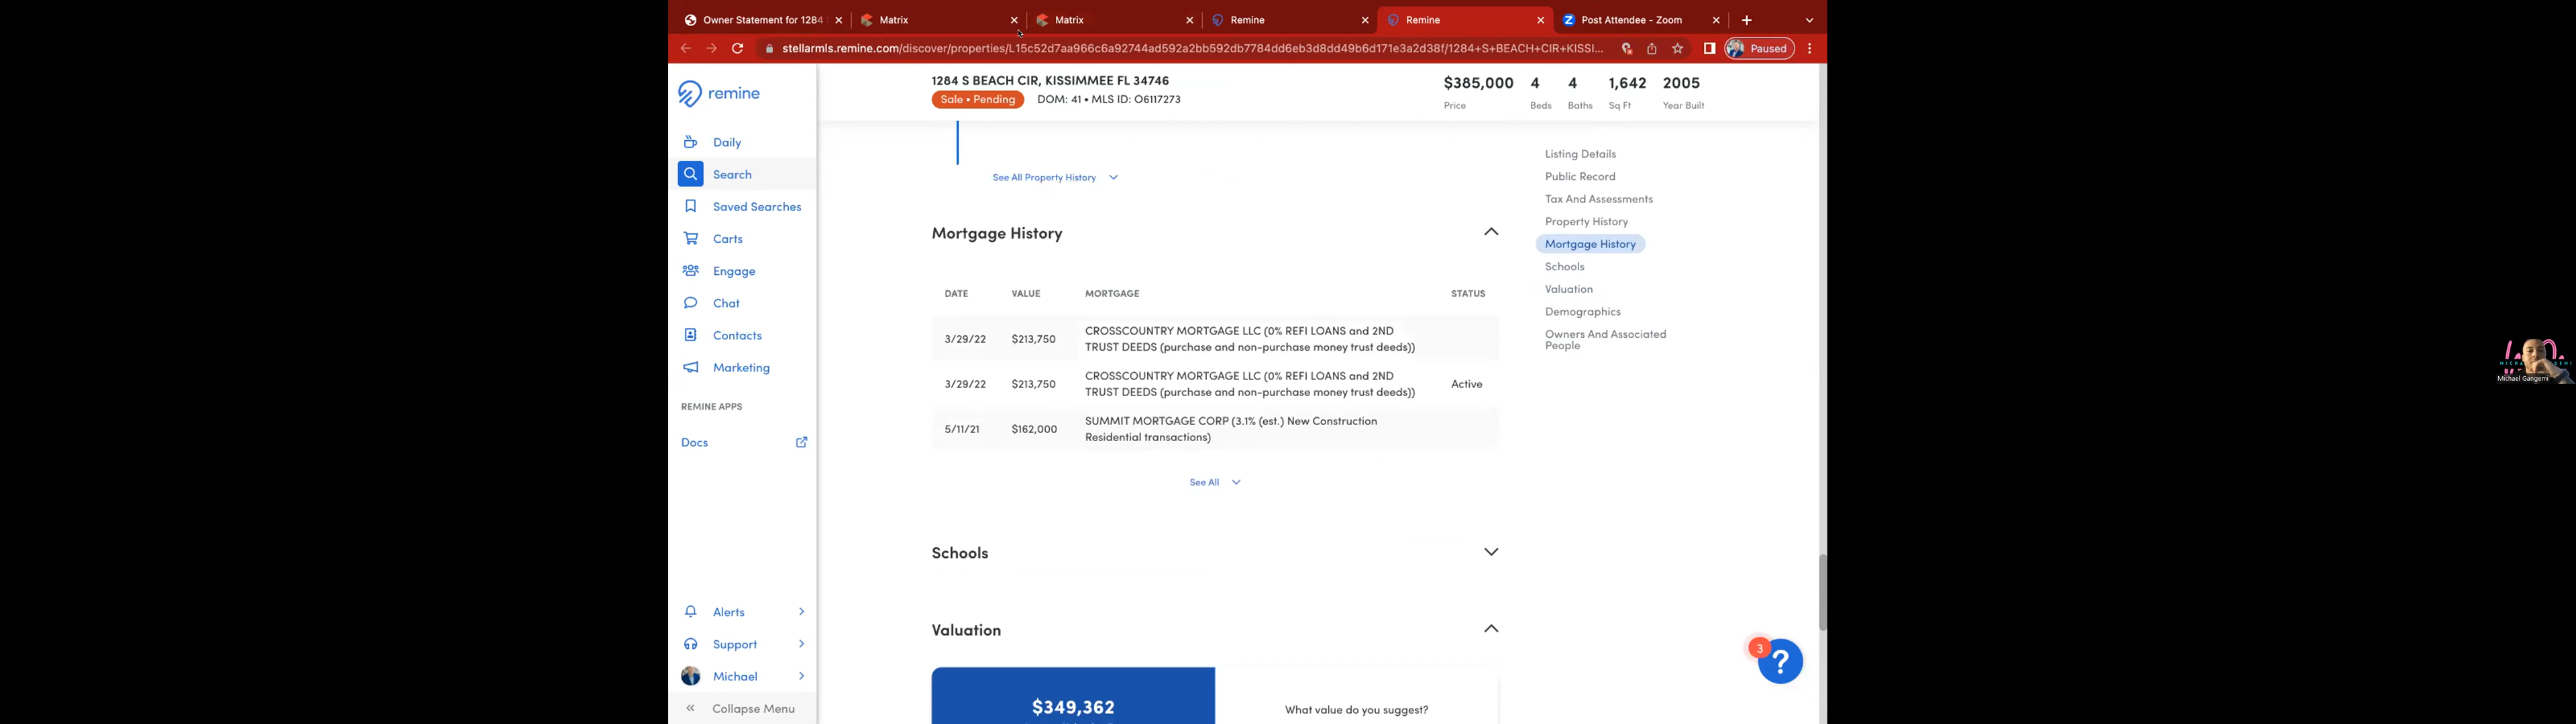 Owner Statement for 1284
Matrix
Matrix
Remine
Remine
Post Attendee - Zoom
stellarmls.remine.com/discover/properties/L15c52d7aa966c6a92744ad592a2bb592db7784dd6eb3d8dd49b6d171e3a2d38f/1284+S+BEACH+CIR+KISSI...
Paused
remine
Daily
Search
Saved Searches
Carts
Engage
Chat
Contacts
Marketing
REMINE APPS
Docs
Alerts
Support
Michael
Collapse Menu
1284 S BEACH CIR, KISSIMMEE FL 34746
Sale • Pending DOM: 41 • MLS ID: O6117273
$385,000 4 4 1,642 2005
Price Beds Baths Sq Ft Year Built
See All Property History
Mortgage History
DATE VALUE MORTGAGE STATUS
3/29/22 $213,750 CROSSCOUNTRY MORTGAGE LLC (0% REFI LOANS and 2ND
TRUST DEEDS (purchase and non-purchase money trust deeds))
3/29/22 $213,750 CROSSCOUNTRY MORTGAGE LLC (0% REFI LOANS and 2ND
TRUST DEEDS (purchase and non-purchase money trust deeds)) Active
5/11/21 $162,000 SUMMIT MORTGAGE CORP (3.1% (est.) New Construction
Residential transactions)
See All
Schools
Valuation
$349,362
What value do you suggest?
Listing Details
Public Record
Tax And Assessments
Property History
Mortgage History
Schools
Valuation
Demographics
Owners And Associated
People
3
?
Michael Gangemi